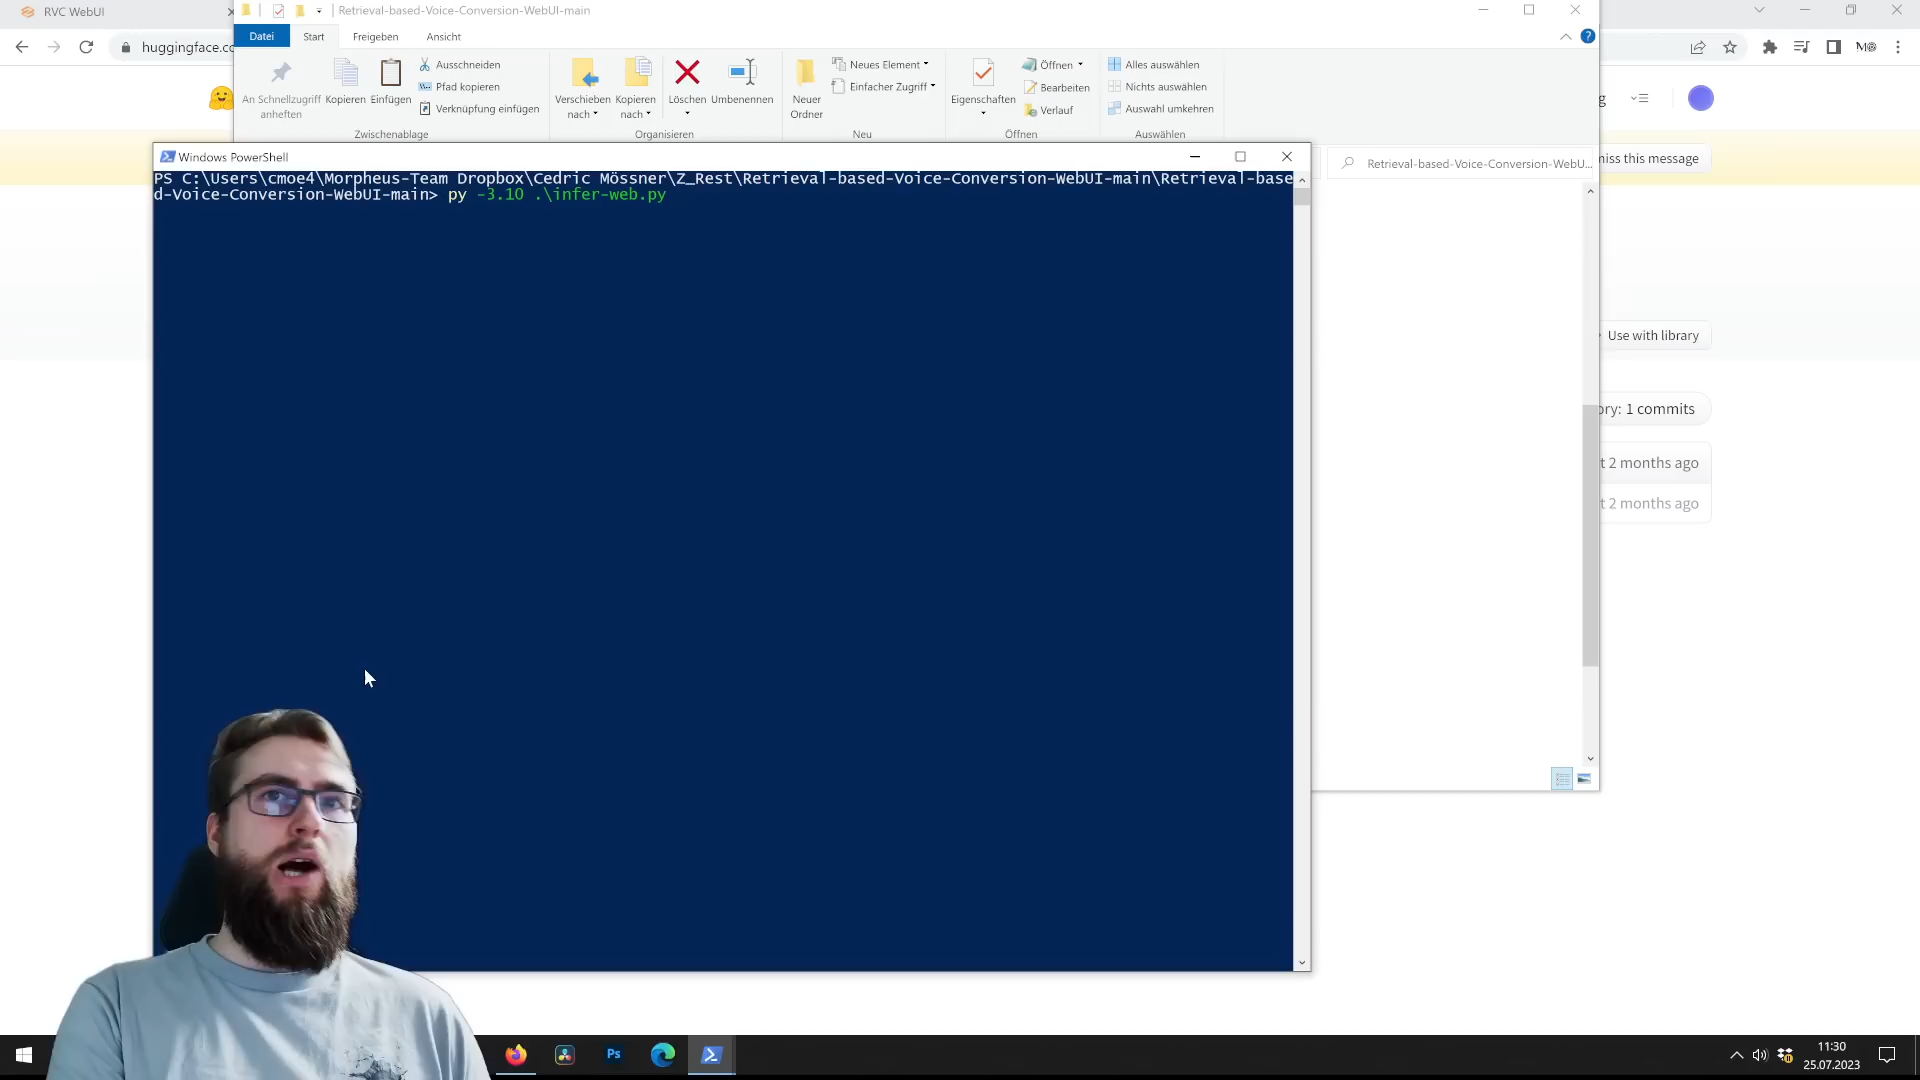 RVC WebUI
Retrieval-based-Voice-Conversion-WebUI-main
Datei
Start
Freigeben
Ansicht
huggingface.co
An Schnellzugriff
anheften
Kopieren
Einfügen
Ausschneiden
Pfad kopieren
Verknüpfung einfügen
Zwischenablage
Verschieben
nach
Kopieren
nach
Löschen
Umbenennen
Organisieren
Neuer
Ordner
Neues Element
Einfacher Zugriff
Neu
Eigenschaften
Öffnen
Bearbeiten
Verlauf
Öffnen
Alles auswählen
Nichts auswählen
Auswahl umkehren
Auswählen
Windows PowerShell
Retrieval-based-Voice-Conversion-WebU...
PS C:\Users\cmoe4\Morpheus-Team Dropbox\Cedric Mössner\Z_Rest\Retrieval-based-Voice-Conversion-WebUI-main\Retrieval-base
d-Voice-Conversion-WebUI-main> py -3.10 .\infer-web.py
g
miss this message
Use with library
ory: 1 commits
t 2 months ago
t 2 months ago
Ps
11:30
25.07.2023